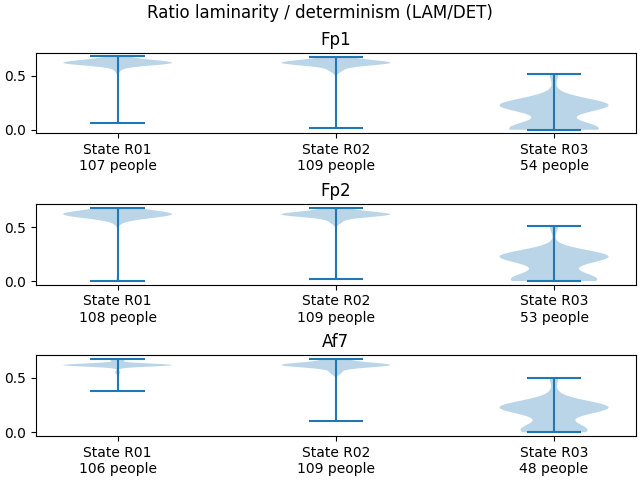 Ratio laminarity / determinism (LAM/DET)
Fp1
0.5
0.0
State R01
107 people
State R02
109 people
State R03
54 people
Fp2
0.5
0.0
State R01
108 people
State R02
109 people
State R03
53 people
Af7
0.5
0.0
State R01
106 people
State R02
109 people
State R03
48 people